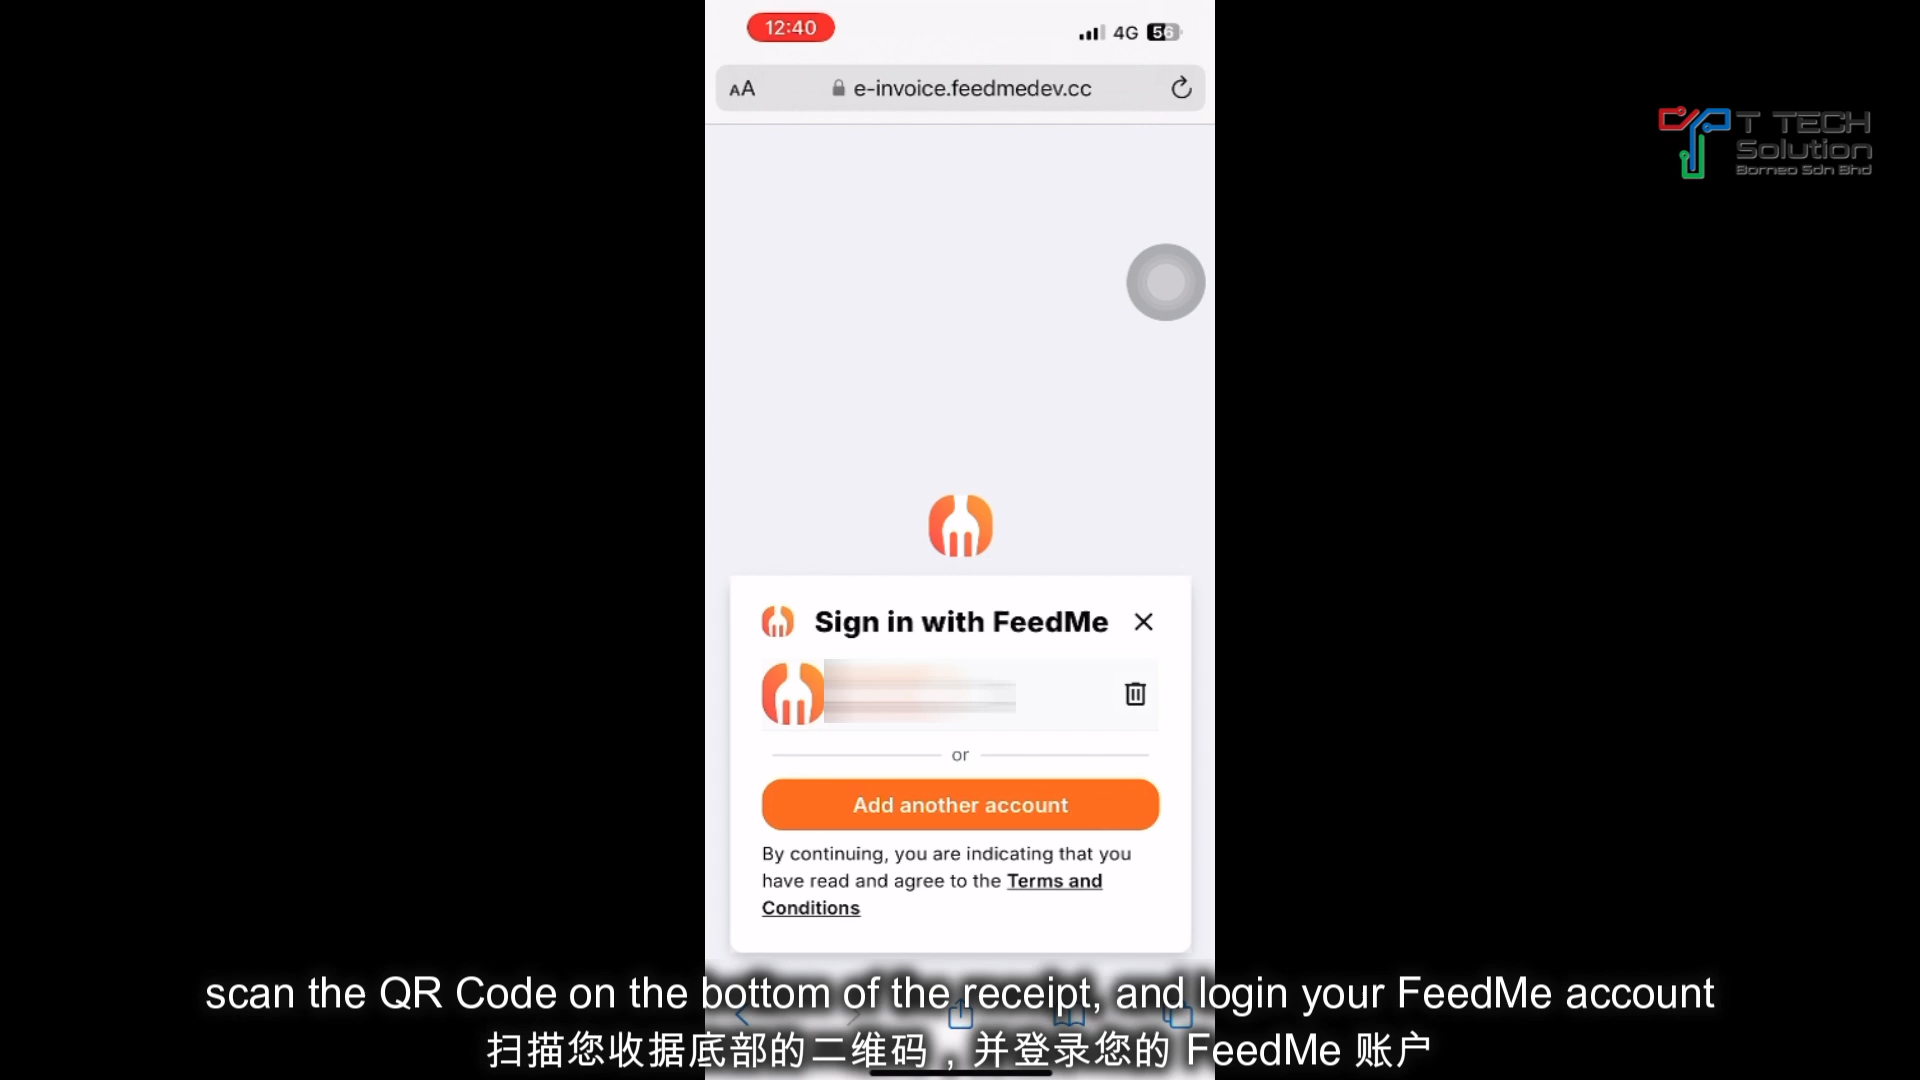 12:40
4G 56
AA e-invoice.feedmedev.cc
T TECH
Solution
Borneo Sdn Bhd
Sign in with FeedMe
or
Add another account
By continuing, you are indicating that you
have read and agree to the Terms and
Conditions
scan the QR Code on the bottom of the receipt, and login your FeedMe account
扫描您收据底部的二维码，并登录您的 FeedMe 账户